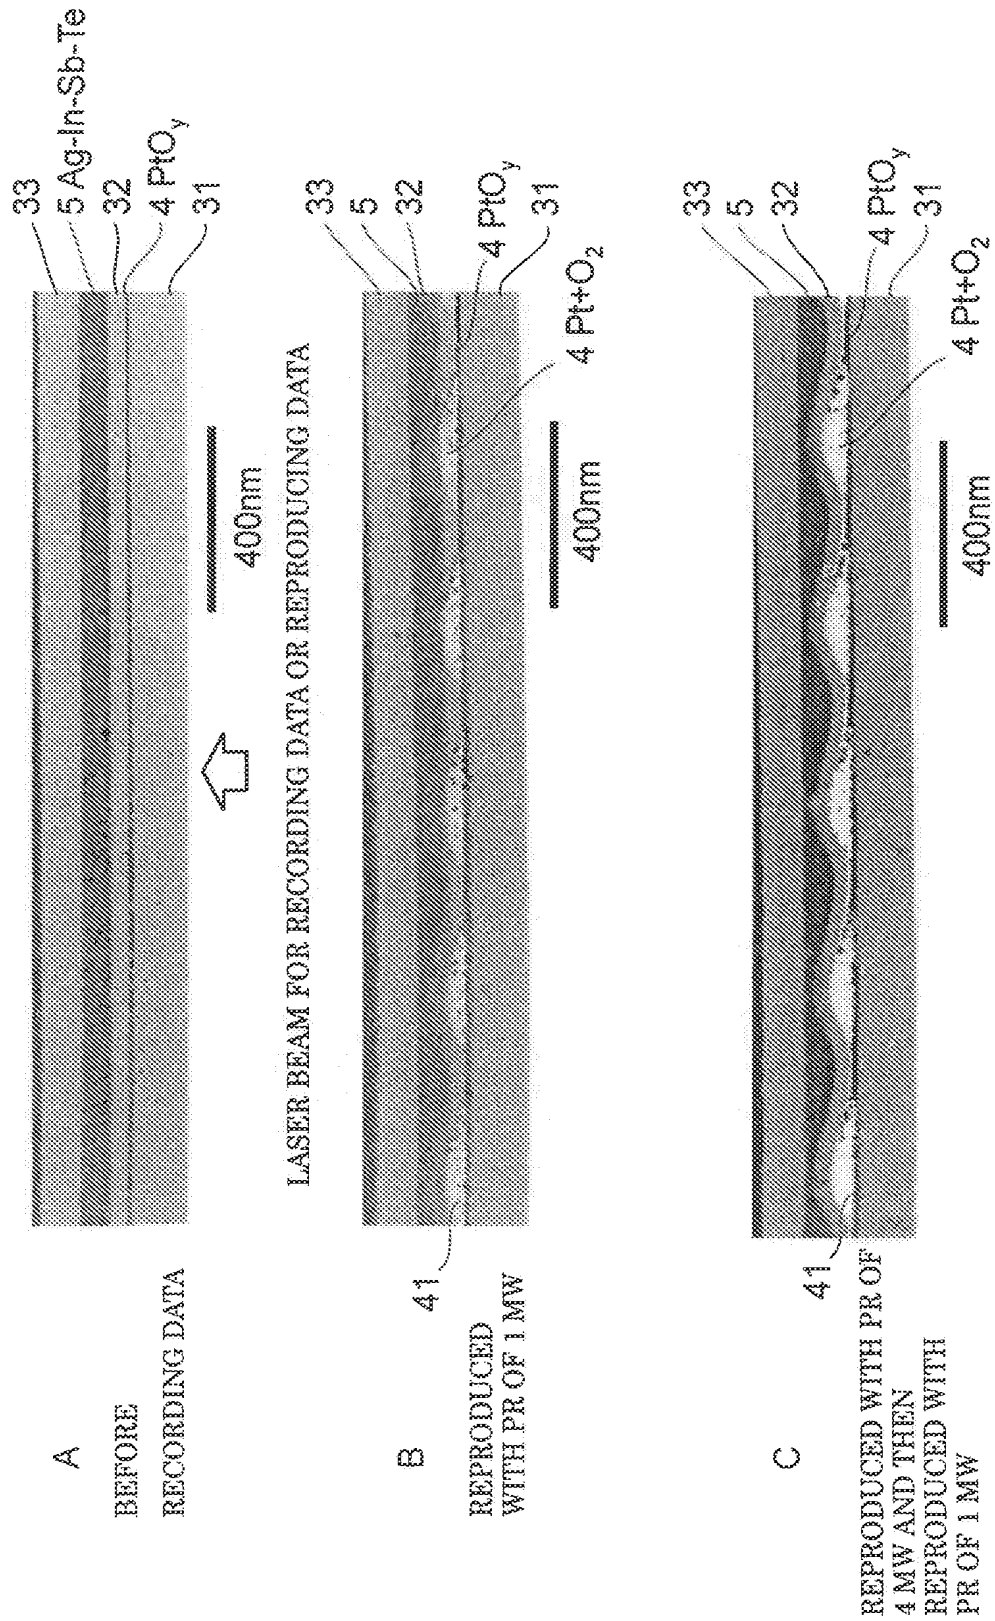 A
BEFORE
RECORDING DATA
33
5 Ag-In-Sb-Te
32
4 PtOy
31
400nm
LASER BEAM FOR RECORDING DATA OR REPRODUCING DATA
B
REPRODUCED
WITH PR OF 1 MW
41
33
5
32
4 PtOy
31
4 Pt+O2
400nm
C
REPRODUCED WITH PR OF
4 MW AND THEN
REPRODUCED WITH
PR OF 1 MW
41
33
5
32
4 PtOy
31
4 Pt+O2
400nm